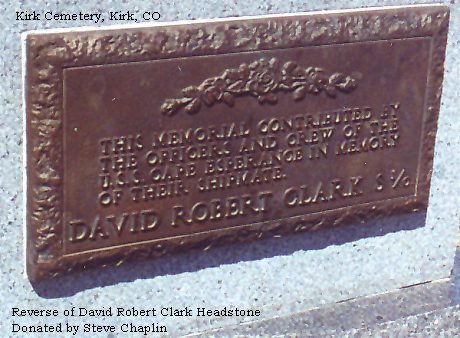 Kirk Cemetery, Kirk, CO
THIS MEMORIAL CONTRIBUTED BY
THE OFFICERS AND CREW OF THE
U.S.S. CAPE ESPERANCE IN MEMORY
OF THEIR SHIPMATE.
DAVID ROBERT CLARK S 2/C
Reverse of David Robert Clark Headstone
Donated by Steve Chaplin